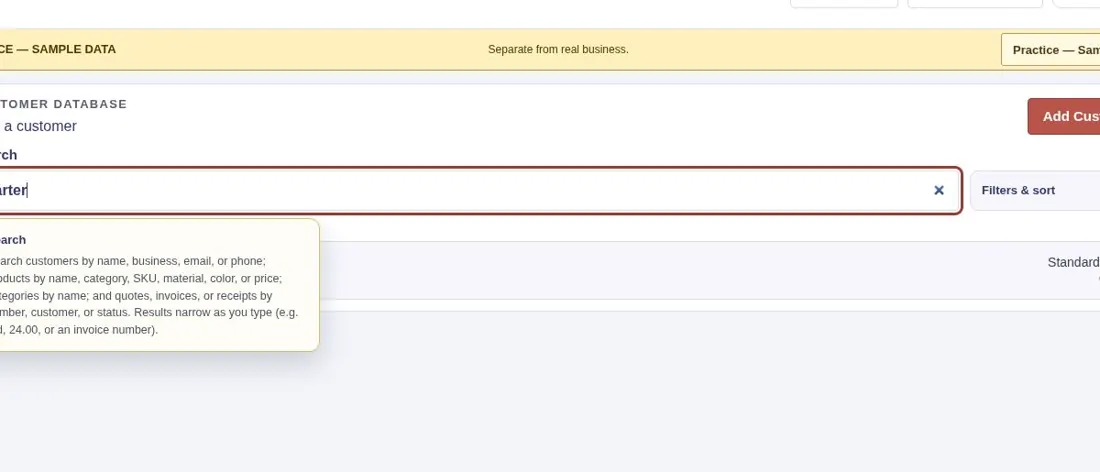 CE — SAMPLE DATA
Separate from real business.
Practice — Sam
TOMER DATABASE
a customer
Add Cus
rch
arter
Filters & sort
arch
arch customers by name, business, email, or phone;
oducts by name, category, SKU, material, color, or price;
tegories by name; and quotes, invoices, or receipts by
mber, customer, or status. Results narrow as you type (e.g.
d, 24.00, or an invoice number).
Standard